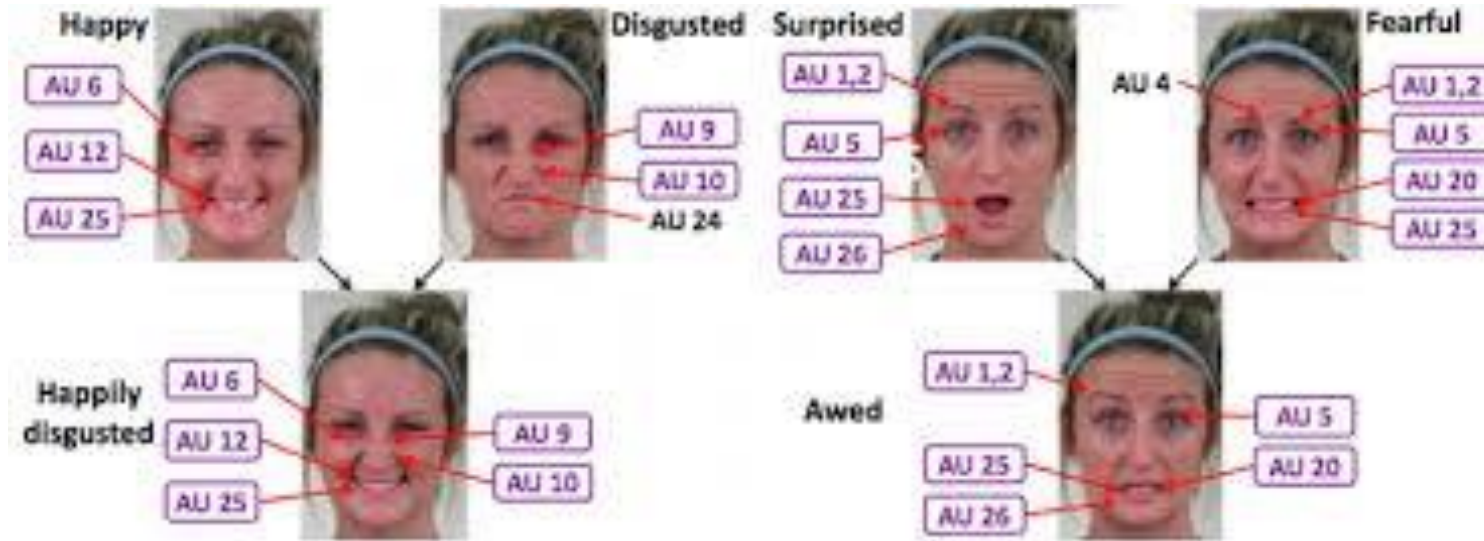 Happy
Disgusted
Surprised
Fearful
AU 6
AU 12
AU 25
AU 9
AU 10
AU 24
AU 1,2
AU 5
AU 25
AU 26
AU 4
AU 1,2
AU 5
AU 20
AU 25
Happily
disgusted
AU 6
AU 12
AU 25
AU 9
AU 10
Awed
AU 1,2
AU 25
AU 26
AU 5
AU 20